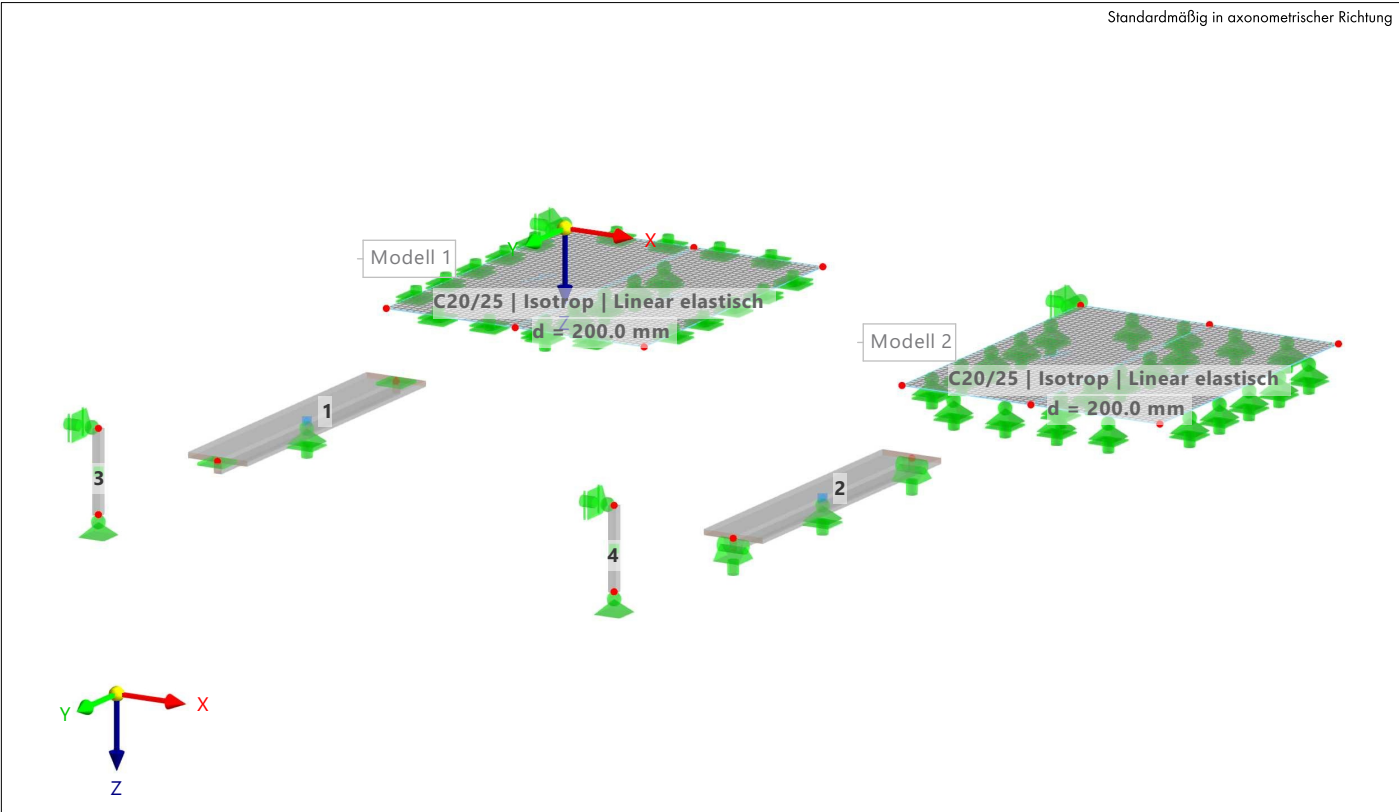 Standardmäßig in axonometrischer Richtung
Y
X
Modell 1
C20/25 | Isotrop | Linear elastisch
Z
d = 200.0 mm
Modell 2
C20/25 | Isotrop | Linear elastisch
d = 200.0 mm
1
3
2
4
Y
X
Z